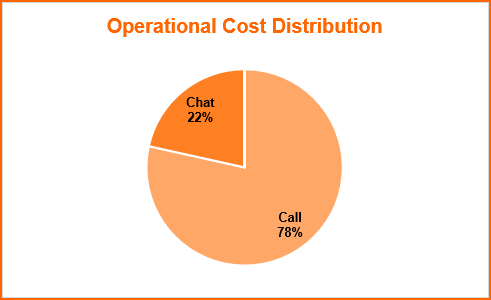 Operational Cost Distribution
Chat
22%
Call
78%